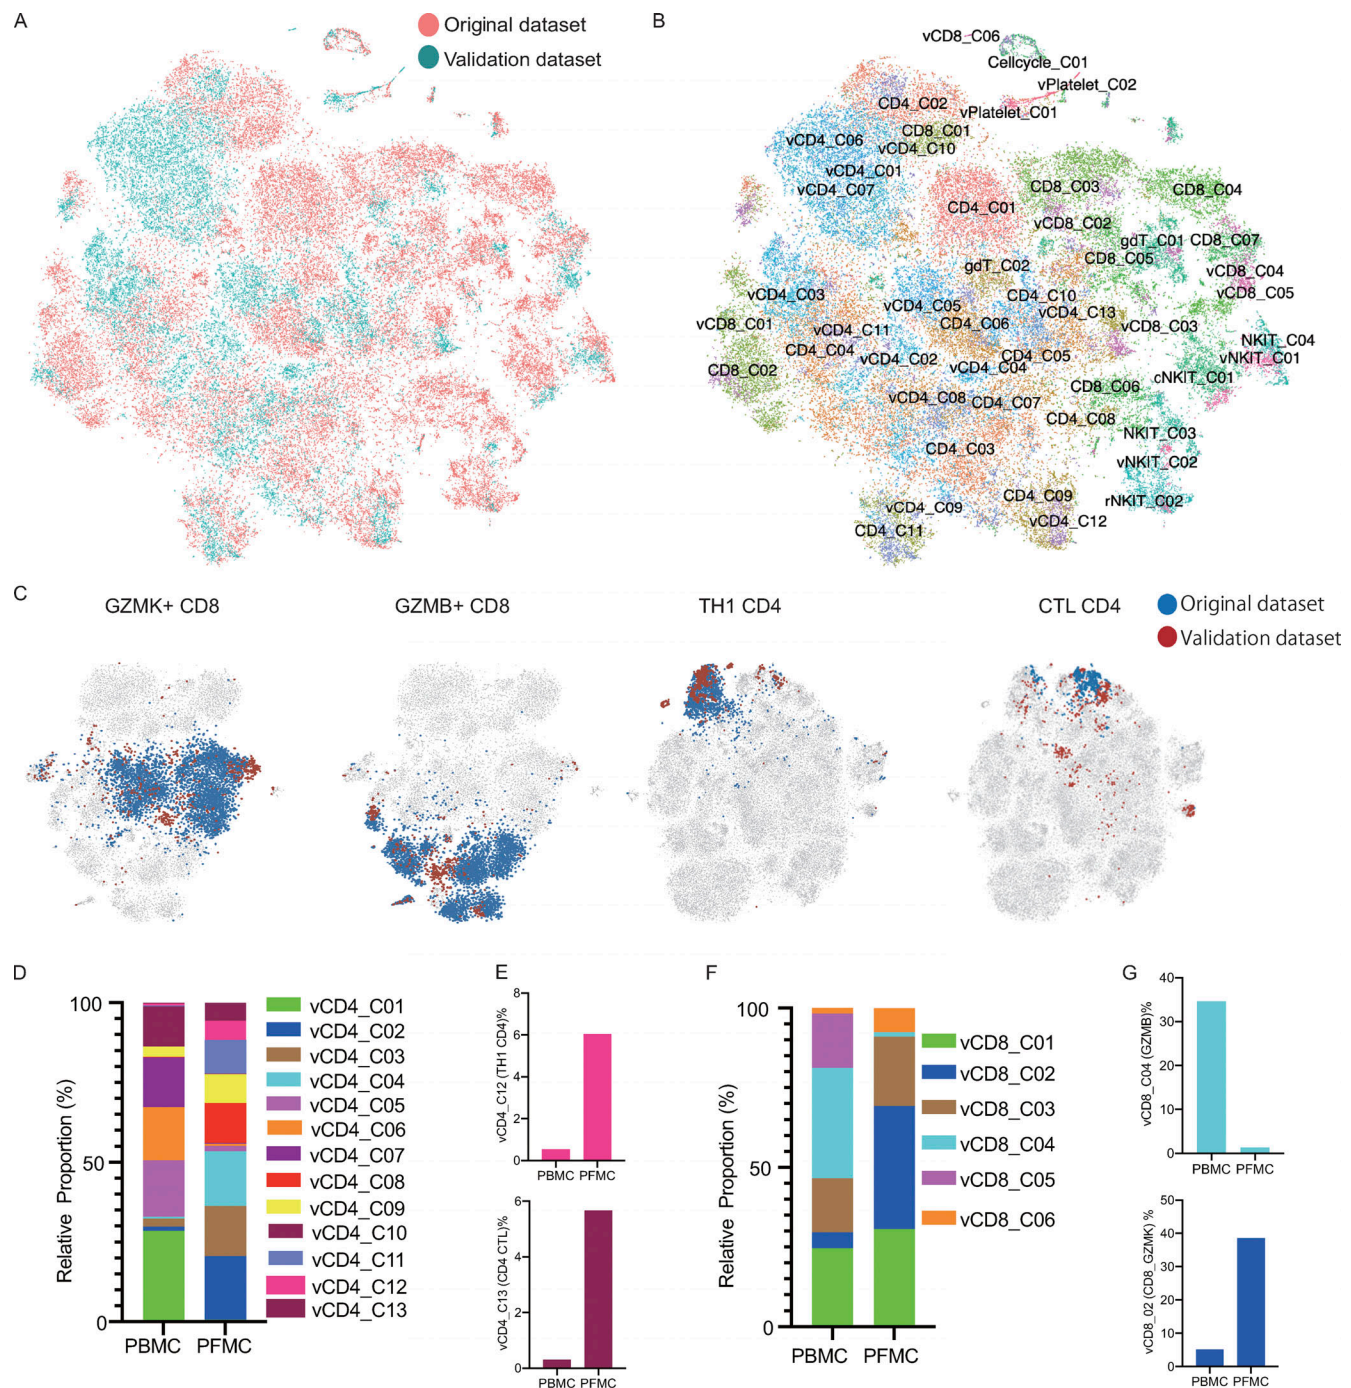 A
Original dataset
Validation dataset
B
vCD8_C06
Cellcycle_C01
vPlatelet_C02
vPlatelet_C01
CD4_C02
CD8_C01
vCD4_C06
vCD4_C10
vCD4_C01
vCD4_C07
CD8_C03
CD8_C04
CD4_C01
vCD8_C02
gdT_C01
CD8_C07
CD8_C05
gdT_C02
vCD8_C04
vCD8_C05
vCD4_C03
vCD4_C05
CD4_C10
vCD4_C13
vCD8_C01
vCD4_C11
CD4_C06
vCD8_C03
NKIT_C04
CD4_C04
vCD4_C02
CD4_C05
vNKIT_C01
CD8_C02
vCD4_C04
cNKIT_C01
CD8_C06
vCD4_C08
CD4_C07
CD4_C08
NKIT_C03
CD4_C03
vNKIT_C02
CD4_C09
rNKIT_C02
vCD4_C09
vCD4_C12
CD4_C11
C
GZMK+ CD8
GZMB+ CD8
TH1 CD4
CTL CD4
Original dataset
Validation dataset
D
Relative Proportion (%)
100
50
0
PBMC
PFMC
vCD4_C01
vCD4_C02
vCD4_C03
vCD4_C04
vCD4_C05
vCD4_C06
vCD4_C07
vCD4_C08
vCD4_C09
vCD4_C10
vCD4_C11
vCD4_C12
vCD4_C13
E
vCD4_C12 (TH1 CD4)%
8
6
4
2
0
PBMC
PFMC
vCD4_C13 (CD4 CTL)%
6
4
2
0
PBMC
PFMC
F
Relative Proportion (%)
100
50
0
PBMC
PFMC
vCD8_C01
vCD8_C02
vCD8_C03
vCD8_C04
vCD8_C05
vCD8_C06
G
vCD8_C04 (GZMB)%
40
30
20
10
0
PBMC
PFMC
vCD8_02 (CD8_GZMK) %
50
40
30
20
10
0
PBMC
PFMC